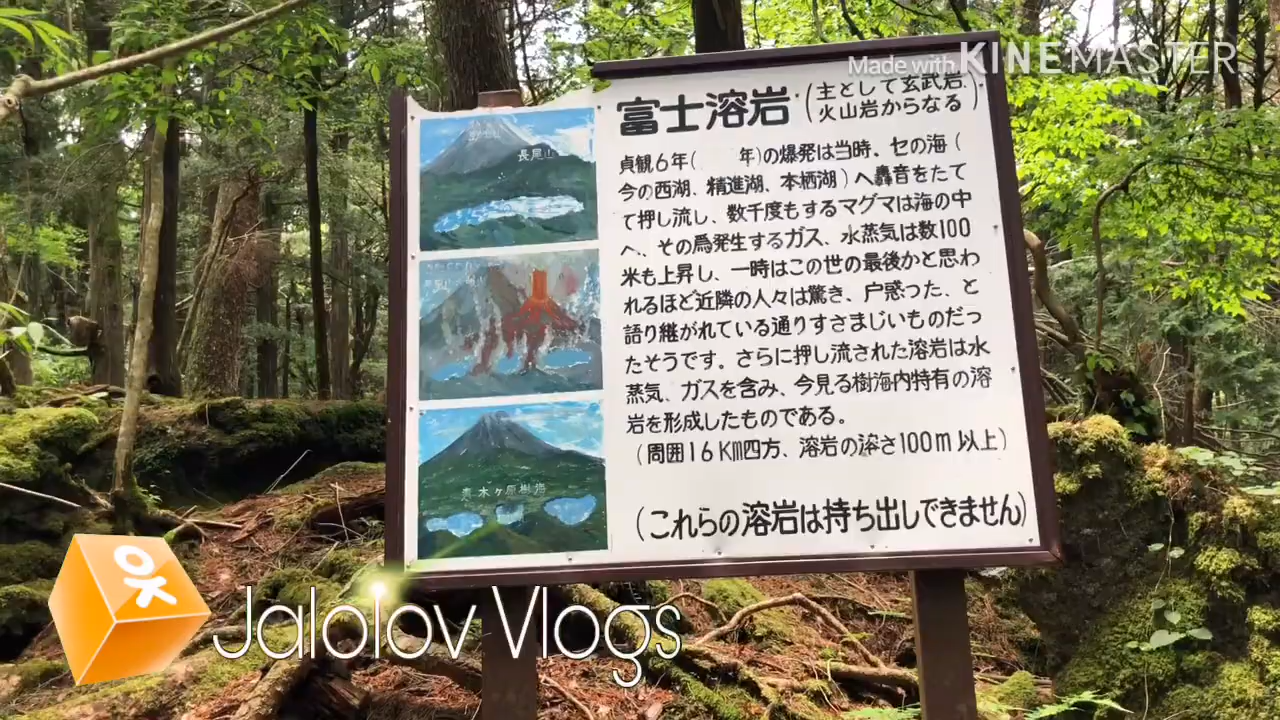 Made with KINEMASTER
富士溶岩 (主として玄武岩、火山岩からなる)
貞観6年(　　年)の爆発は当時、セの海(
今の西湖、精進湖、本栖湖)へ轟音をたて
て押し流し、数千度もするマグマは海の中
へ、その為発生するガス、水蒸気は数100
米も上昇し、一時はこの世の最後かと思わ
れるほど近隣の人々は驚き、戸惑った、と
語り継がれている通りすさまじいものだっ
たそうです。さらに押し流された溶岩は水
蒸気、ガスを含み、今見る樹海内特有の溶
岩を形成したものである。
(周囲16Km四方、溶岩の深さ100m以上)
(これらの溶岩は持ち出しできません)
長尾山
青木ヶ原樹海
ok
Jalolov Vlogs